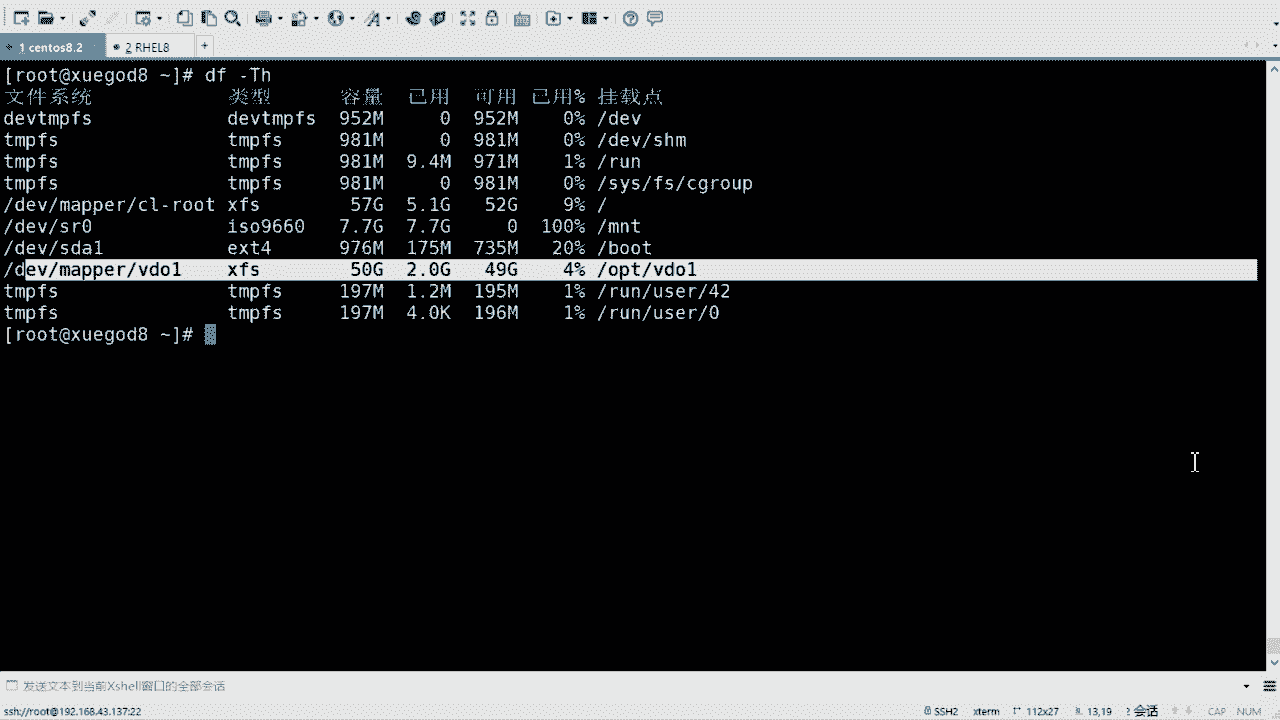 1 centos8.2 2 RHEL8 +
[root@xuegod8 ~]# df -Th
文件系统 类型 容量 已用 可用 已用% 挂载点
devtmpfs devtmpfs 952M 0 952M 0% /dev
tmpfs tmpfs 981M 0 981M 0% /dev/shm
tmpfs tmpfs 981M 9.4M 971M 1% /run
tmpfs tmpfs 981M 0 981M 0% /sys/fs/cgroup
/dev/mapper/cl-root xfs 57G 5.1G 52G 9% /
/dev/sr0 iso9660 7.7G 7.7G 0 100% /mnt
/dev/sda1 ext4 976M 175M 735M 20% /boot
/dev/mapper/vdo1 xfs 50G 2.0G 49G 4% /opt/vdo1
tmpfs tmpfs 197M 1.2M 195M 1% /run/user/42
tmpfs tmpfs 197M 4.0K 196M 1% /run/user/0
[root@xuegod8 ~]#
发送文本到当前Xshell窗口的全部会话
ssh://root@192.168.43.137:22 SSH2 xterm 112x27 13,19 会话 CAP NUM